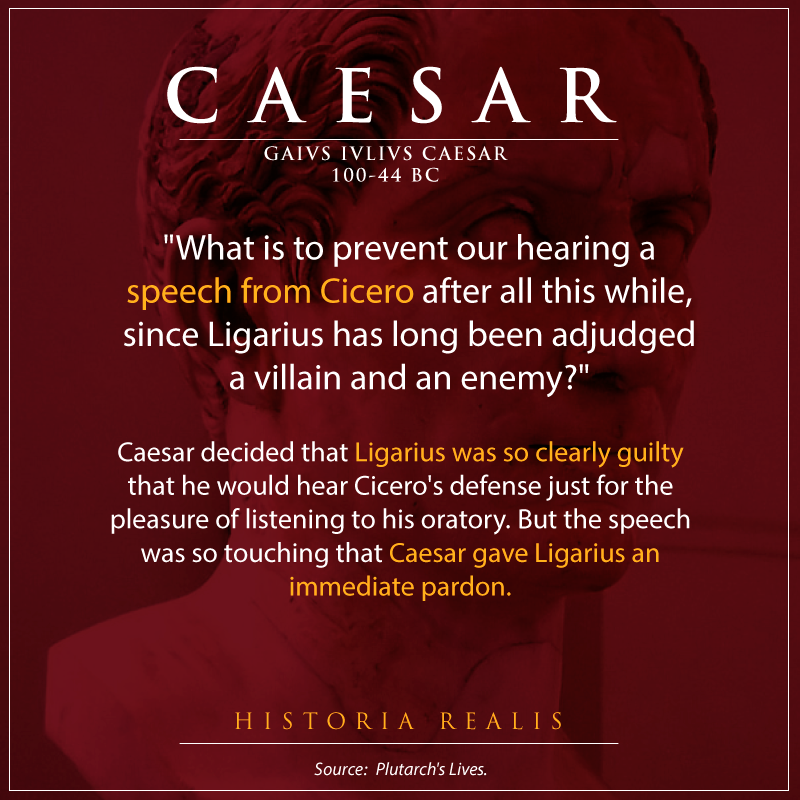 CAESAR
GAIVS IVLIVS CAESAR
100-44 BC
"What is to prevent our hearing a
speech from Cicero after all this while,
since Ligarius has long been adjudged
a villain and an enemy?"
Caesar decided that Ligarius was so clearly guilty
that he would hear Cicero's defense just for the
pleasure of listening to his oratory. But the speech
was so touching that Caesar gave Ligarius an
immediate pardon.
HISTORIA REALIS
Source: Plutarch's Lives.